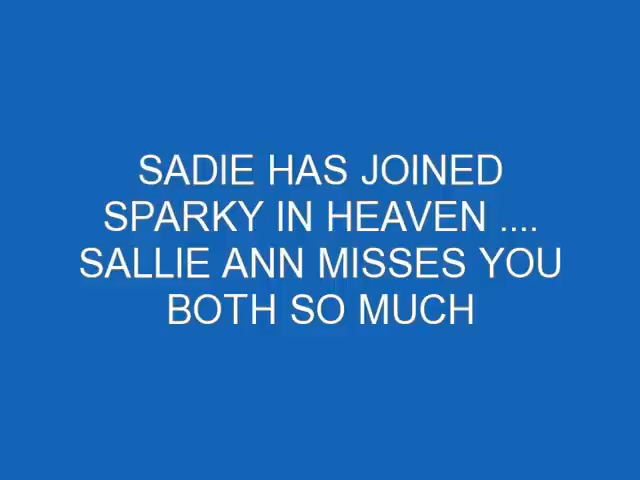 SADIE HAS JOINED
SPARKY IN HEAVEN ....
SALLIE ANN MISSES YOU
BOTH SO MUCH